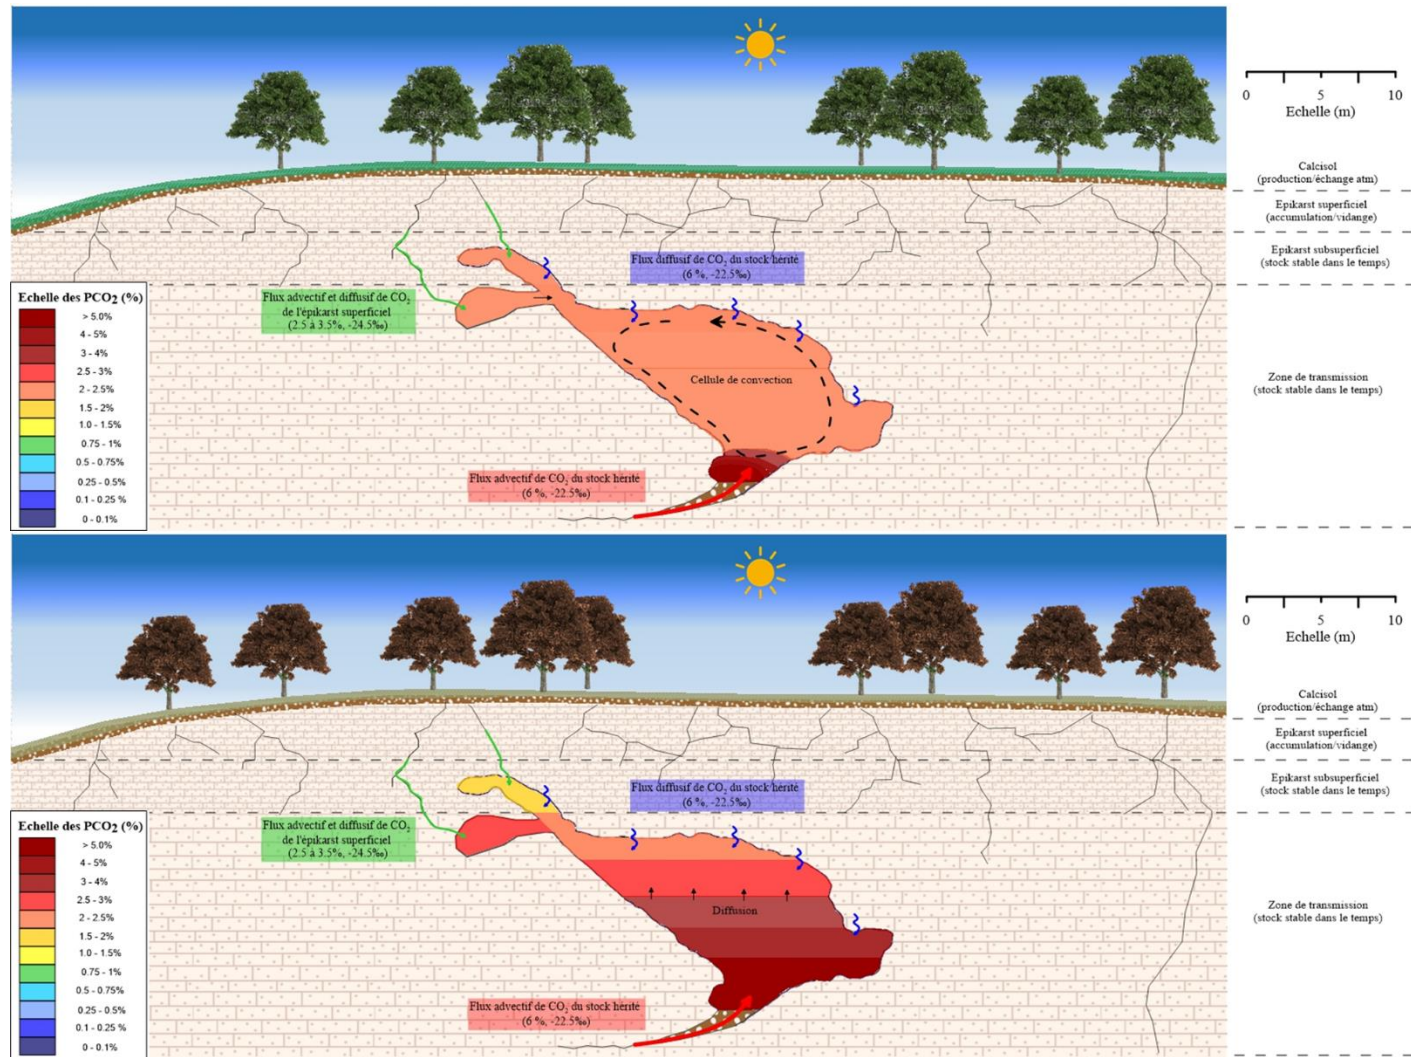 0 5 10
Echelle (m)
Calcisol
(production/échange atm)
Epikarst superficiel
(accumulation/vidange)
Epikarst subsuperficiel
(stock stable dans le temps)
Flux diffusif de CO₂ du stock hérité
(6 %, -22.5‰)
Flux advectif et diffusif de CO₂
de l'épikarst superficiel
(2.5 à 3.5%, -24.5‰)
Echelle des PCO₂ (%)
> 5.0%
4 - 5%
3 - 4%
2.5 - 3%
2 - 2.5%
1.5 - 2%
1.0 - 1.5%
0.75 - 1%
0.5 - 0.75%
0.25 - 0.5%
0.1 - 0.25 %
0 - 0.1%
Cellule de convection
Zone de transmission
(stock stable dans le temps)
Flux advectif de CO₂ du stock hérité
(6 %, -22.5‰)
0 5 10
Echelle (m)
Calcisol
(production/échange atm)
Epikarst superficiel
(accumulation/vidange)
Epikarst subsuperficiel
(stock stable dans le temps)
Flux diffusif de CO₂ du stock hérité
(6 %, -22.5‰)
Flux advectif et diffusif de CO₂
de l'épikarst superficiel
(2.5 à 3.5%, -24.5‰)
Echelle des PCO₂ (%)
> 5.0%
4 - 5%
3 - 4%
2.5 - 3%
2 - 2.5%
1.5 - 2%
1.0 - 1.5%
0.75 - 1%
0.5 - 0.75%
0.25 - 0.5%
0.1 - 0.25 %
0 - 0.1%
Diffusion
Zone de transmission
(stock stable dans le temps)
Flux advectif de CO₂ du stock hérité
(6 %, -22.5‰)